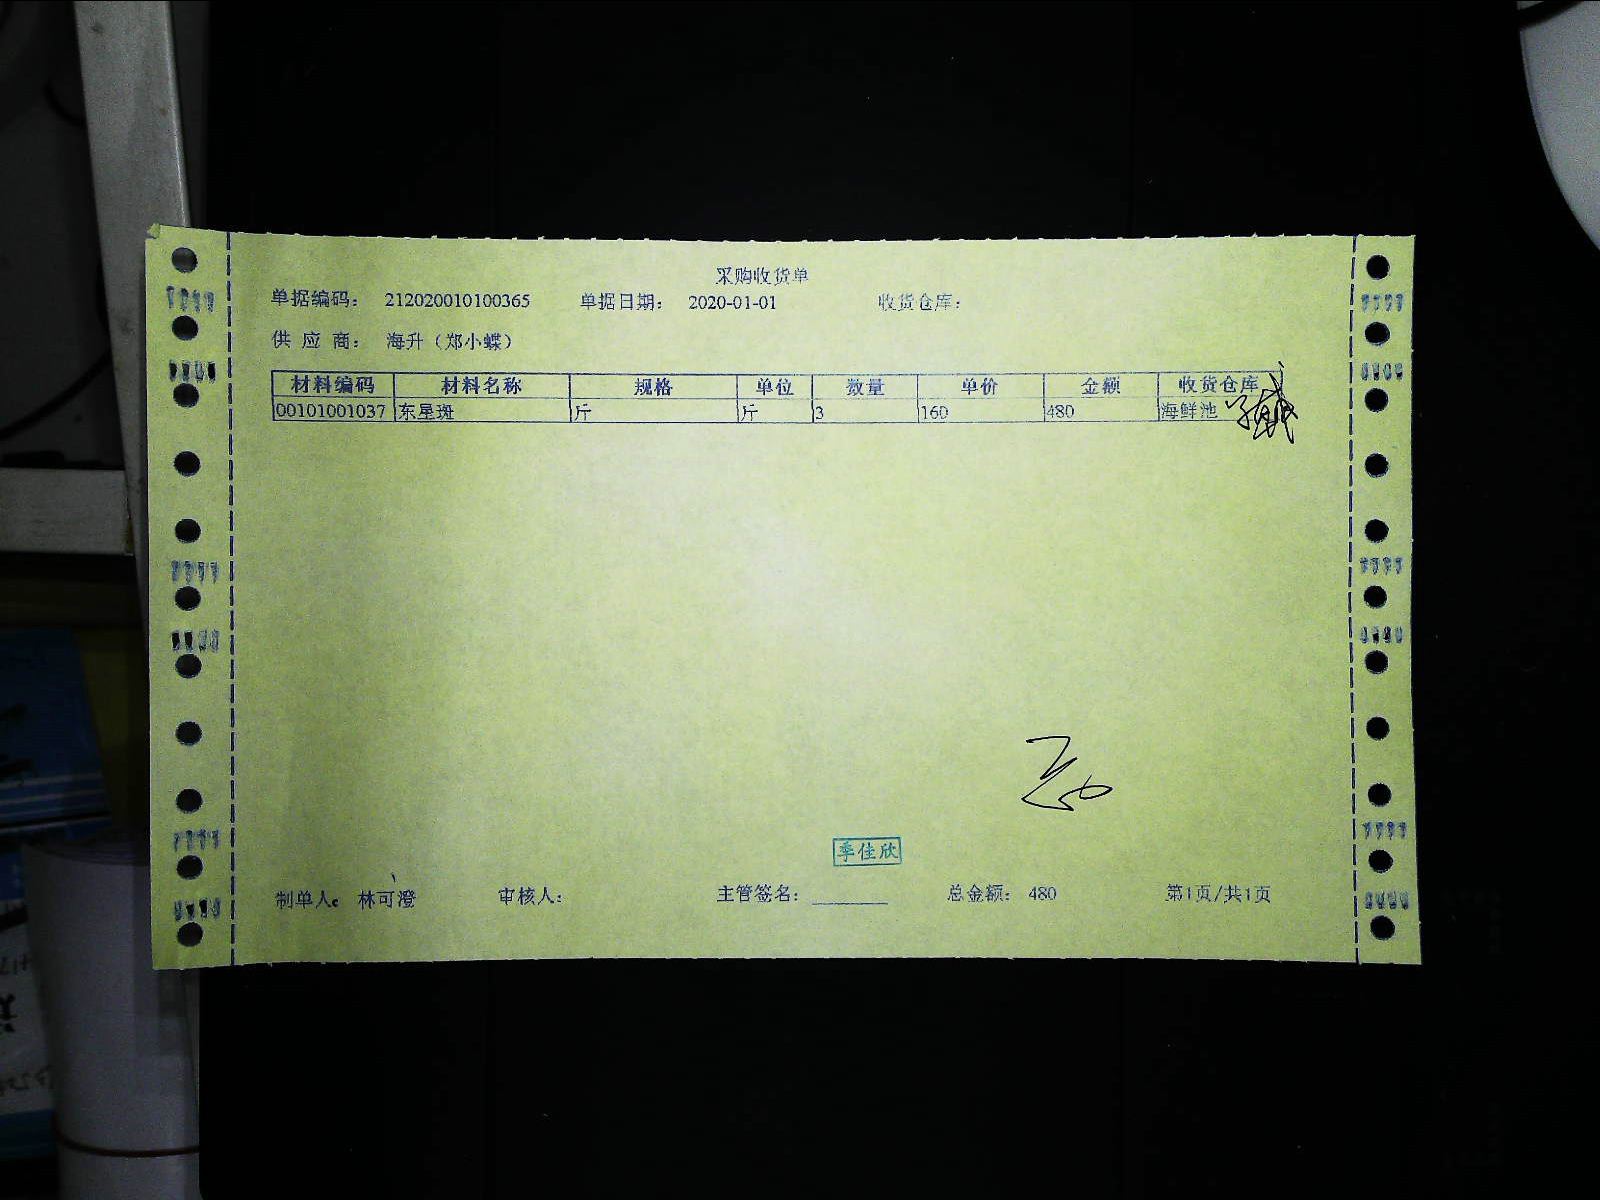 采购收货单
单据编码： 212020010100365 单据日期： 2020-01-01 收货仓库：
供 应 商： 海升（郑小蝶）
材料编码 材料名称 规格 单位 数量 单价 金额 收货仓库
00101001037 东星斑 斤 斤 3 160 480 海鲜池
季佳欣
制单人： 林可澄 审核人： 主管签名： ________ 总金额： 480 第1页/共1页